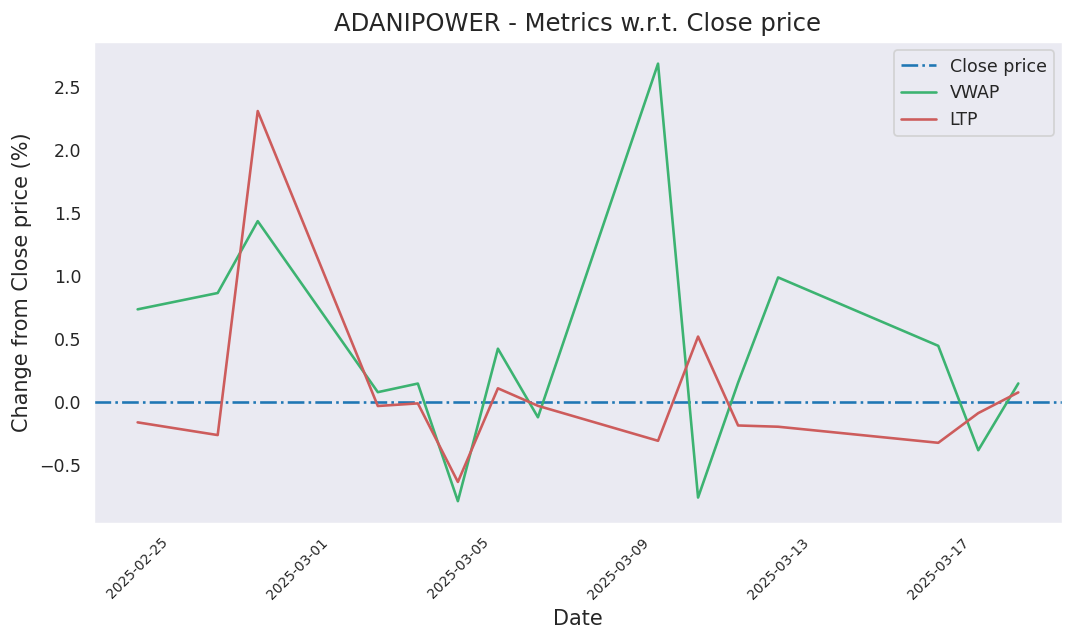 ADANIPOWER - Metrics w.r.t. Close price
Close price
VWAP
LTP
Change from Close price (%)
2.5
2.0
1.5
1.0
0.5
0.0
−0.5
2025-02-25
2025-03-01
2025-03-05
2025-03-09
2025-03-13
2025-03-17
Date